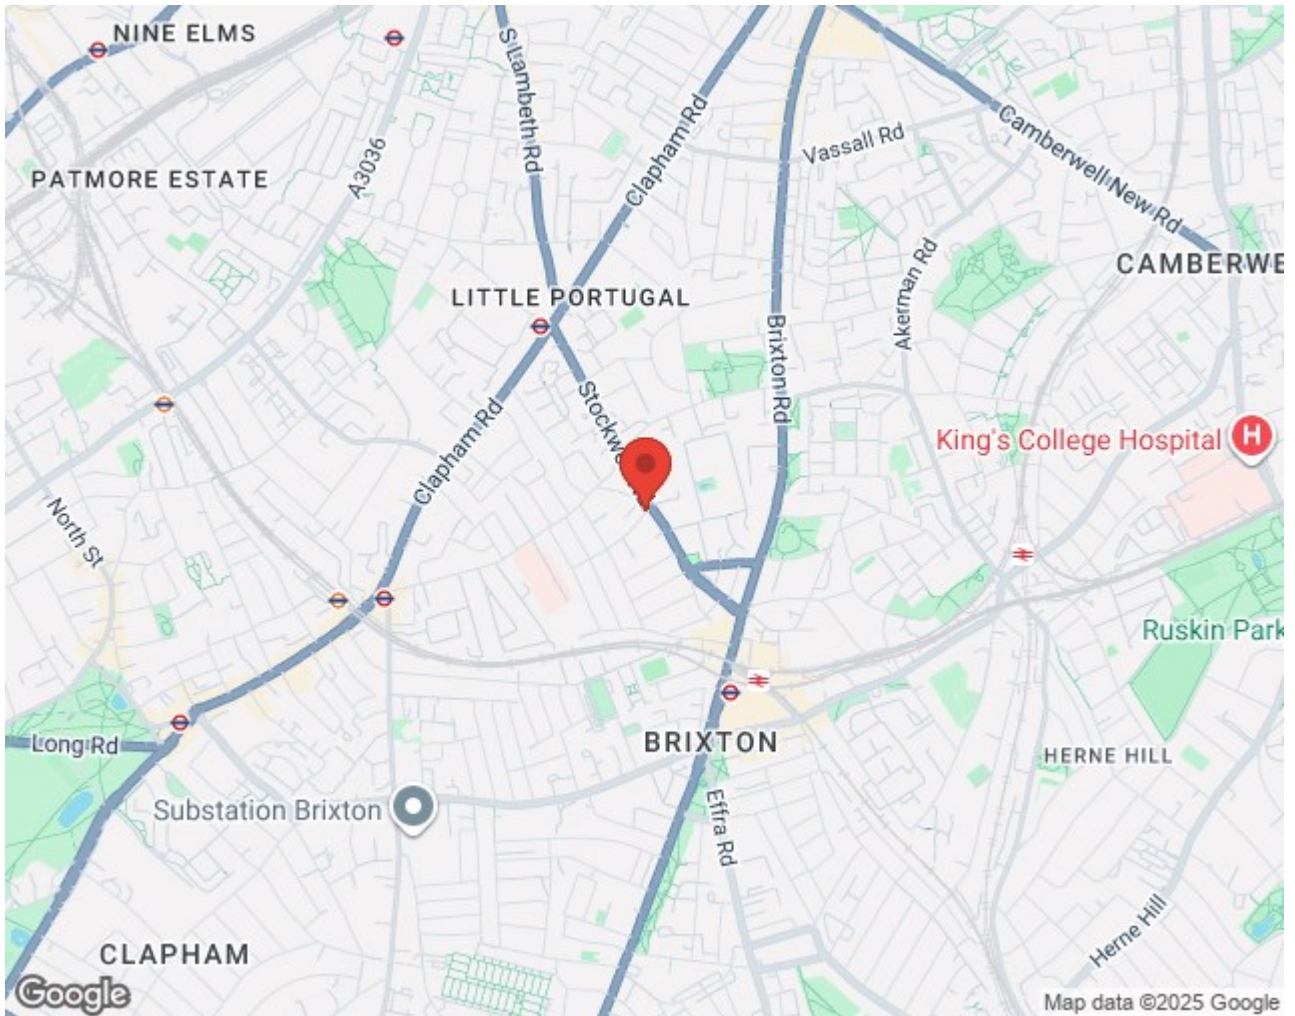 NINE ELMS
S Lambeth Rd
Clapham Rd
Vassall Rd
Camberwell New Rd
A3036
PATMORE ESTATE
Akerman Rd
CAMBERWE
LITTLE PORTUGAL
Brixton Rd
Stockwe
Clapham Rd
King's College Hospital
H
North St
Ruskin Park
Long Rd
BRIXTON
HERNE HILL
Substation Brixton
Effra Rd
Herne Hill
CLAPHAM
Google
Map data ©2025 Google